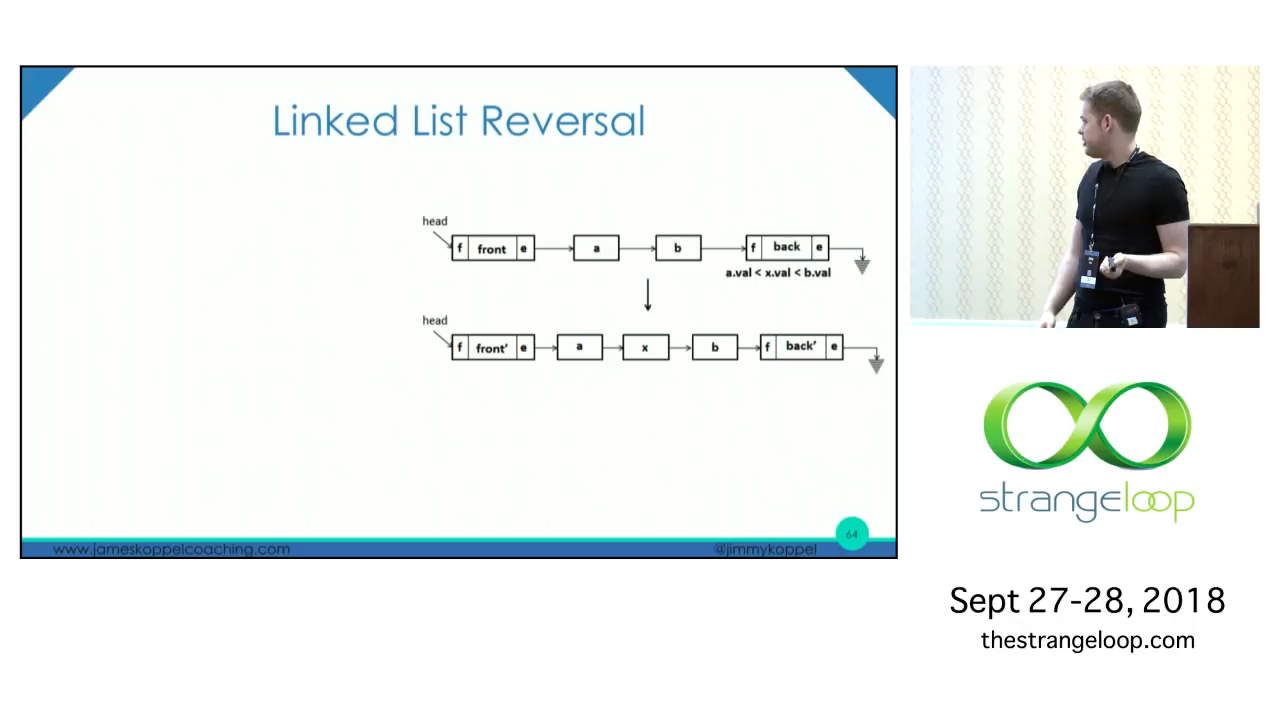 Linked List Reversal
head
f front e a b f back e
a.val < x.val < b.val
head
f front’ e a x b f back’ e
64
www.jameskoppelcoaching.com @jimmykoppel
strangeloop
Sept 27-28, 2018
thestrangeloop.com